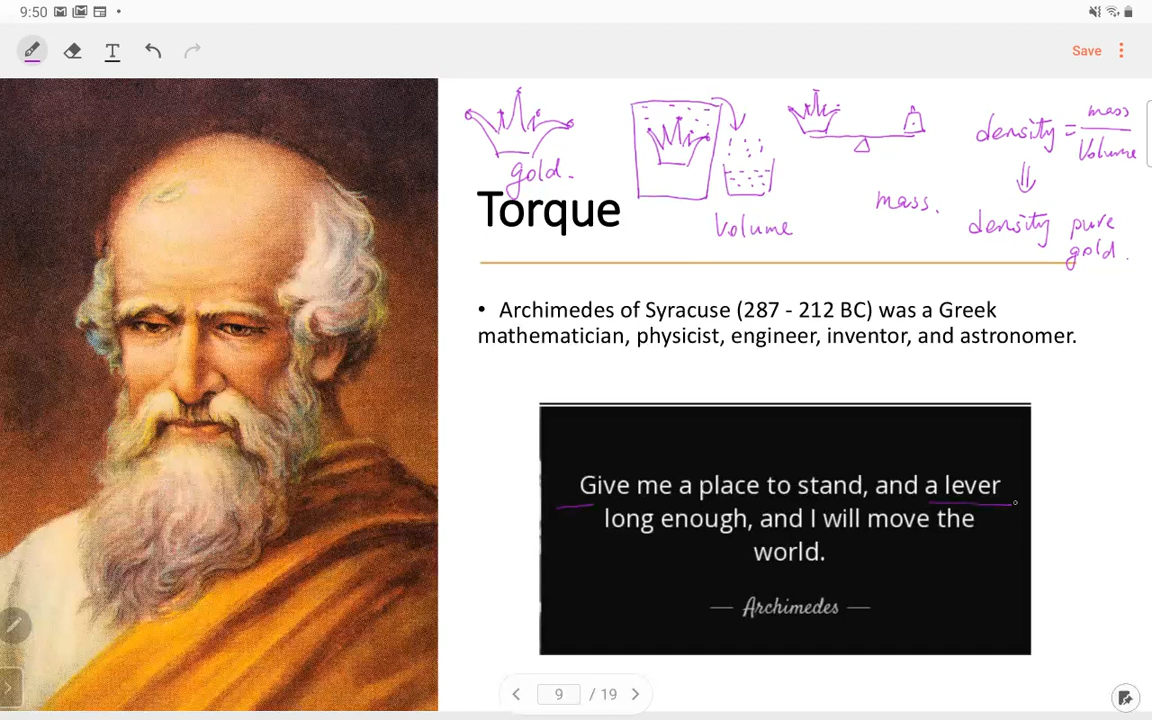 9:50
Save
gold.
Volume
mass.
density = mass
Volume
density pure
gold.
Torque
• Archimedes of Syracuse (287 - 212 BC) was a Greek
mathematician, physicist, engineer, inventor, and astronomer.
Give me a place to stand, and a lever
long enough, and I will move the
world.
— Archimedes —
9 / 19